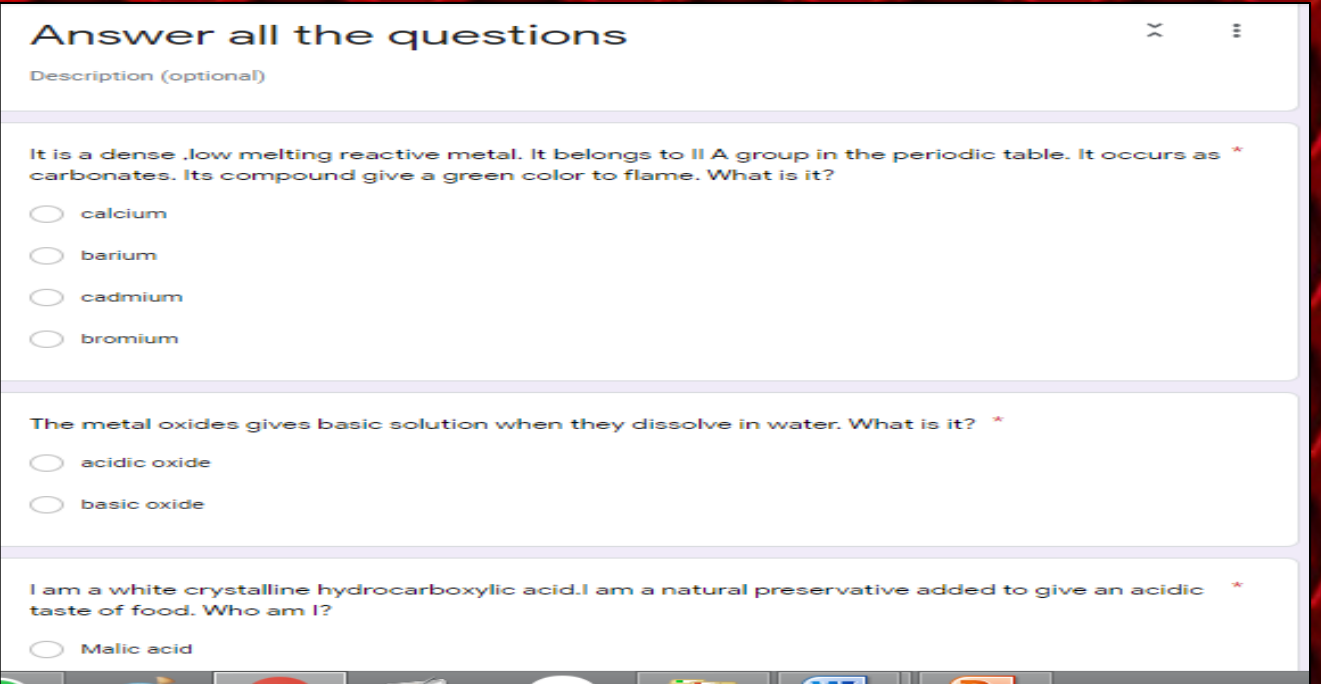 Answer all the questions
Description (optional)
It is a dense ,low melting reactive metal. It belongs to II A group in the periodic table. It occurs as *
carbonates. Its compound give a green color to flame. What is it?
calcium
barium
cadmium
bromium
The metal oxides gives basic solution when they dissolve in water. What is it? *
acidic oxide
basic oxide
I am a white crystalline hydrocarboxylic acid.I am a natural preservative added to give an acidic *
taste of food. Who am I?
Malic acid